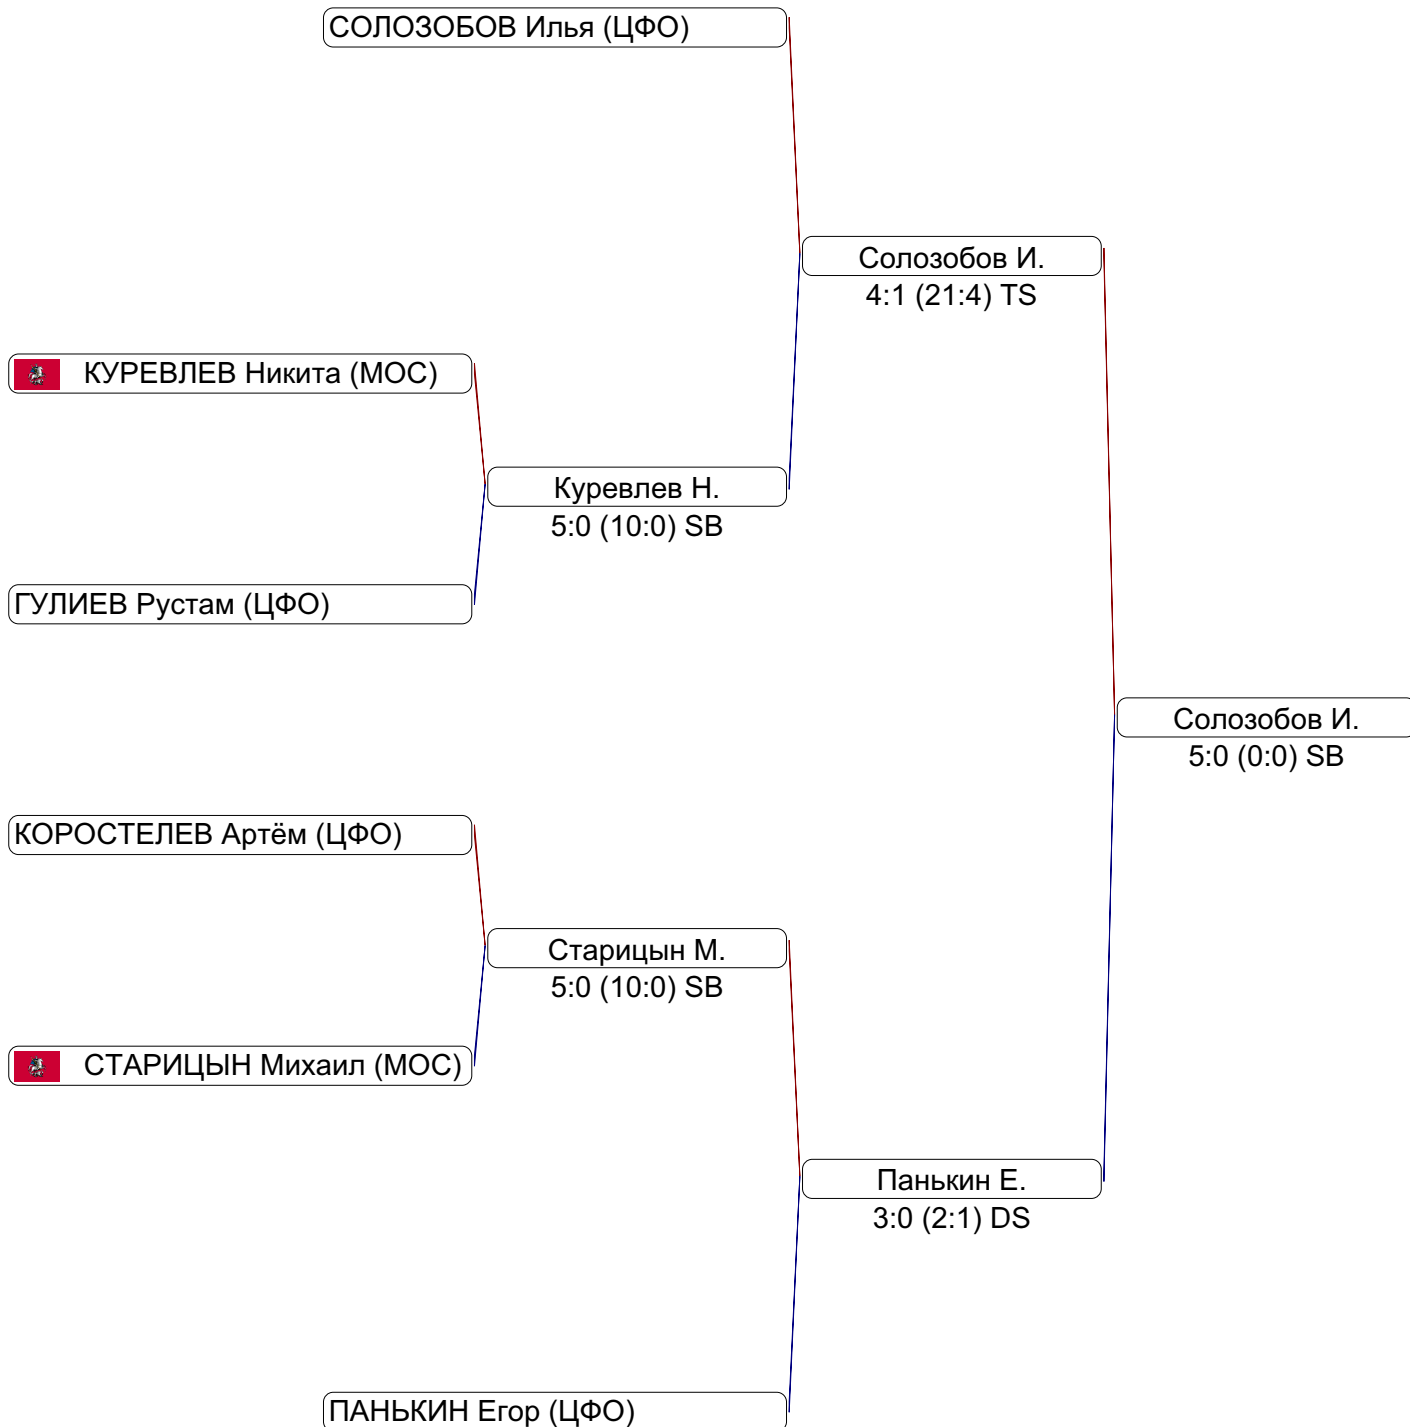 СОЛОЗОБОВ Илья (ЦФО)
Солозобов И.
4:1 (21:4) TS
КУРЕВЛЕВ Никита (МОС)
Куревлев Н.
5:0 (10:0) SB
ГУЛИЕВ Рустам (ЦФО)
Солозобов И.
5:0 (0:0) SB
КОРОСТЕЛЕВ Артём (ЦФО)
Старицын М.
5:0 (10:0) SB
СТАРИЦЫН Михаил (МОС)
Панькин Е.
3:0 (2:1) DS
ПАНЬКИН Егор (ЦФО)